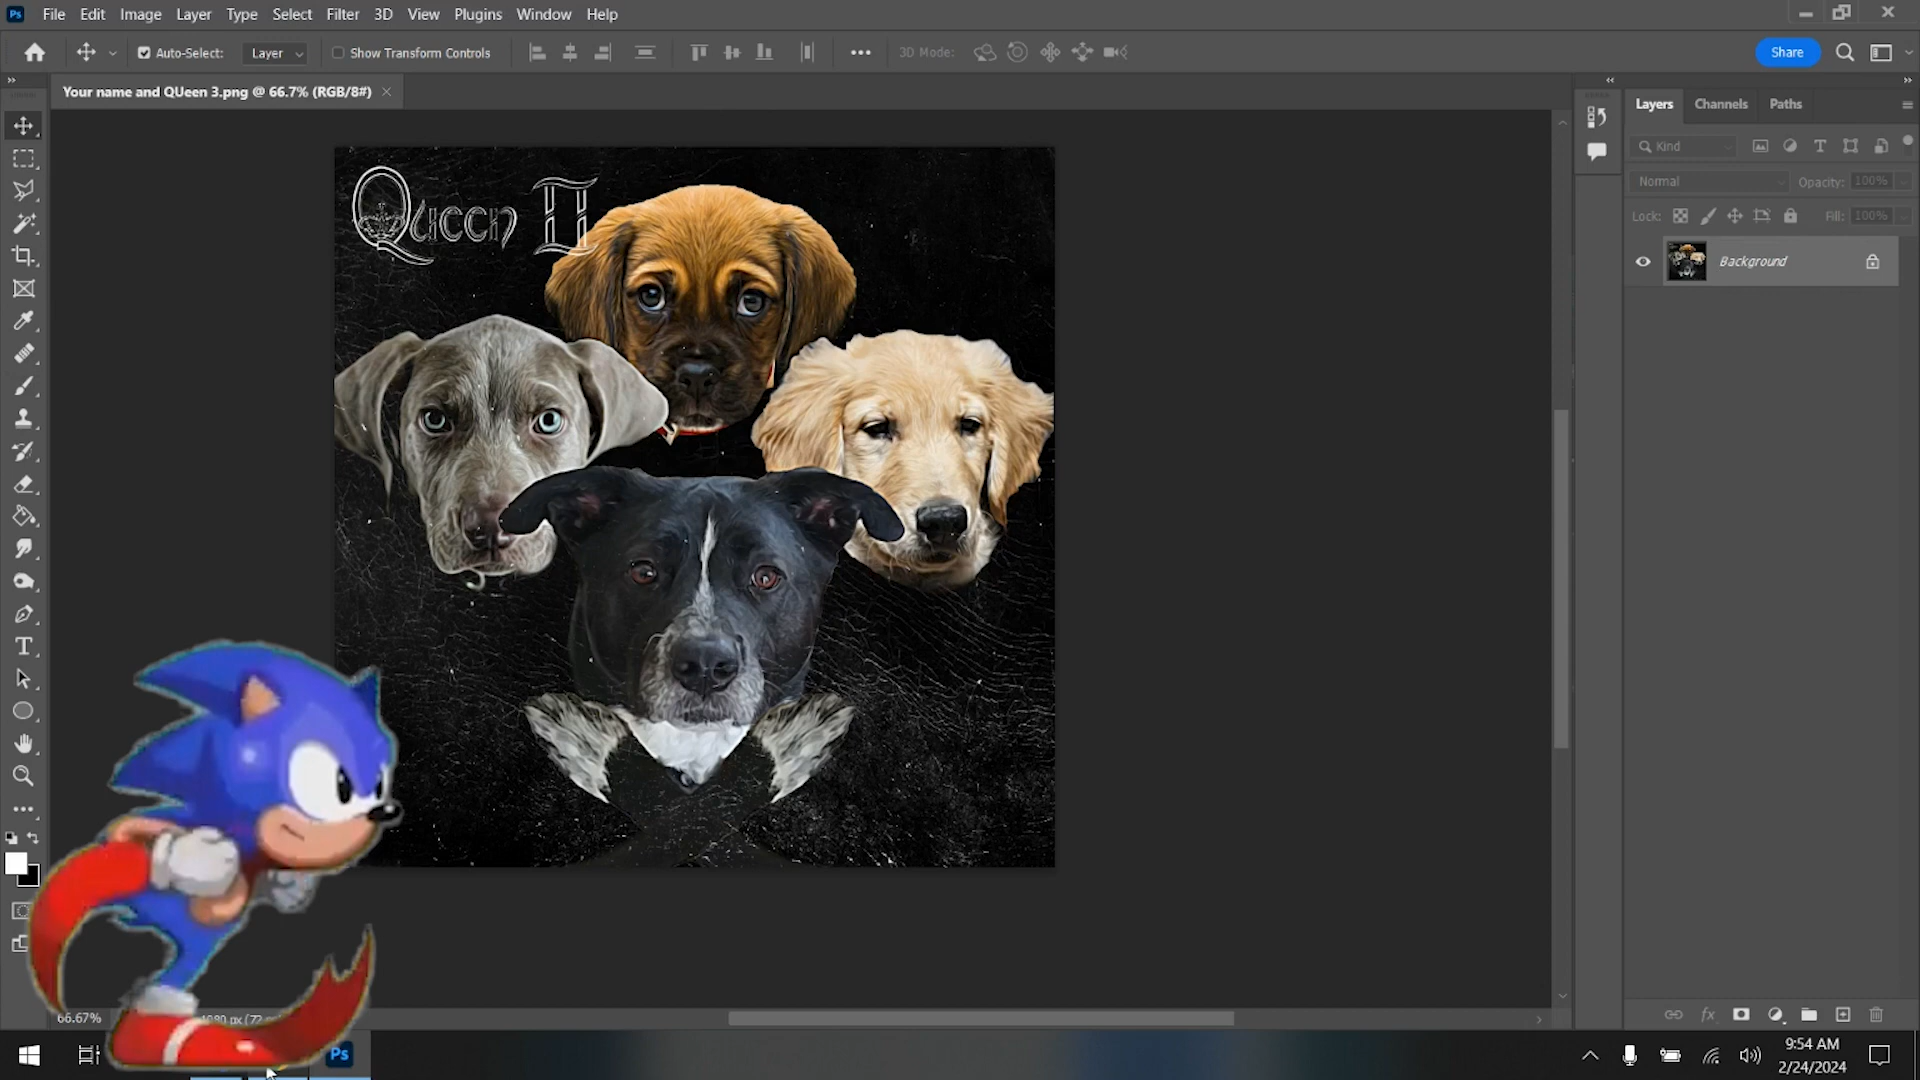 Ps File Edit Image Layer Type Select Filter 3D View Plugins Window Help
Auto-Select: Layer Show Transform Controls 3D Mode: Share
Your name and QUeen 3.png @ 66.7% (RGB/8#)
Layers Channels Paths
Kind
Normal Opacity: 100%
Lock: Fill: 100%
Background
Queen II
66.67%
Ps
9:54 AM
2/24/2024